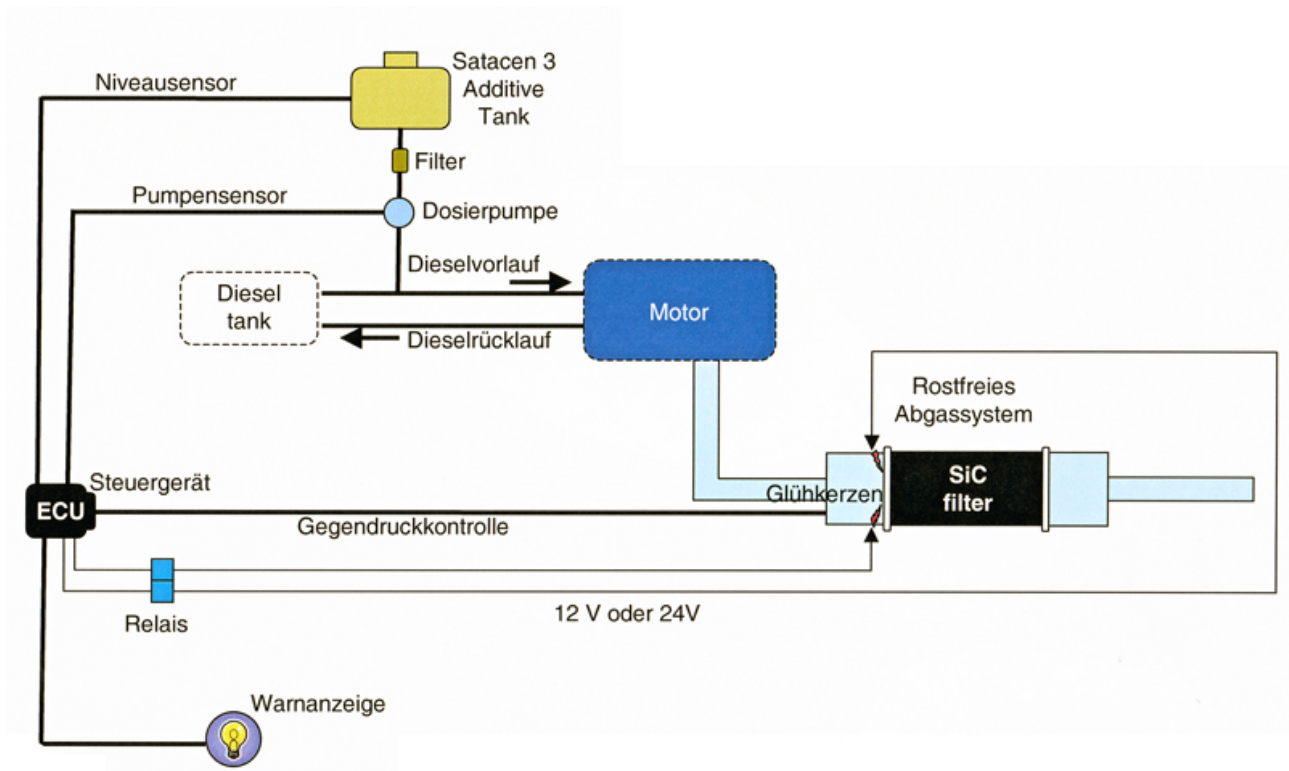 Niveausensor
Satacen 3
Additive
Tank
Filter
Pumpensensor
Dosierpumpe
Dieselvorlauf
Diesel
tank
Motor
Dieselrücklauf
Rostfreies
Abgassystem
Steuergerät
ECU
Glühkerzen
SiC
filter
Gegendruckkontrolle
12 V oder 24V
Relais
Warnanzeige